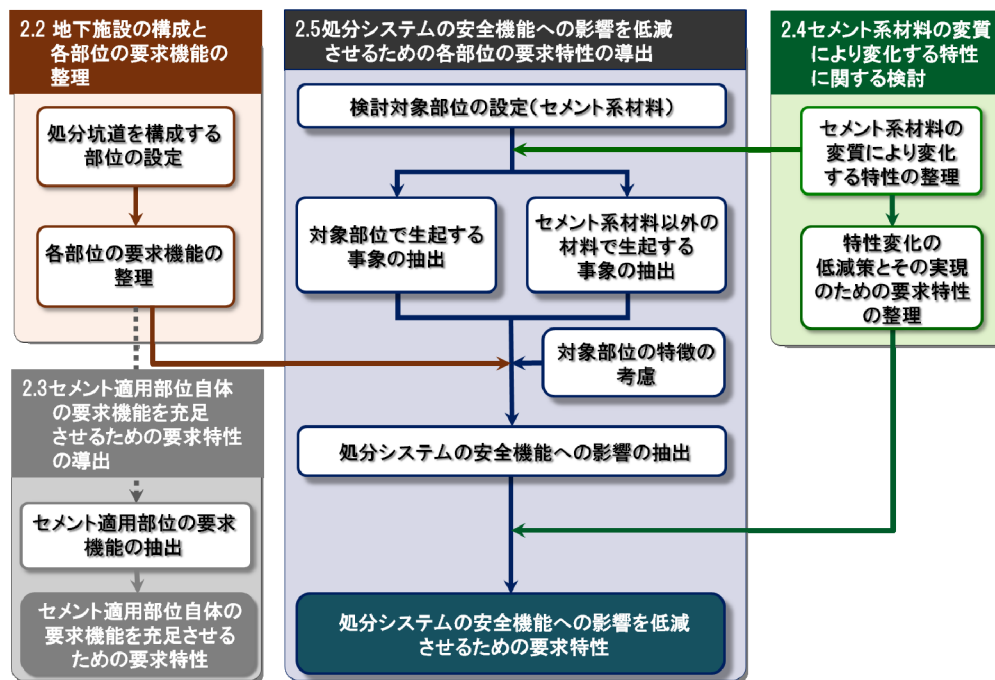 2.2 地下施設の構成と
各部位の要求機能の
整理
処分坑道を構成する
部位の設定
各部位の要求機能の
整理
2.3セメント適用部位自体
の要求機能を充足
させるための要求特性
の導出
セメント適用部位の要求
機能の抽出
セメント適用部位自体の
要求機能を充足させる
ための要求特性
2.5処分システムの安全機能への影響を低減
させるための各部位の要求特性の導出
検討対象部位の設定(セメント系材料)
対象部位で生起する
事象の抽出
セメント系材料以外の
材料で生起する
事象の抽出
対象部位の特徴の
考慮
処分システムの安全機能への影響の抽出
処分システムの安全機能への影響を低減
させるための要求特性
2.4セメント系材料の変質
により変化する特性
に関する検討
セメント系材料の
変質により変化
する特性の整理
特性変化の
低減策とその実現
のための要求特性
の整理